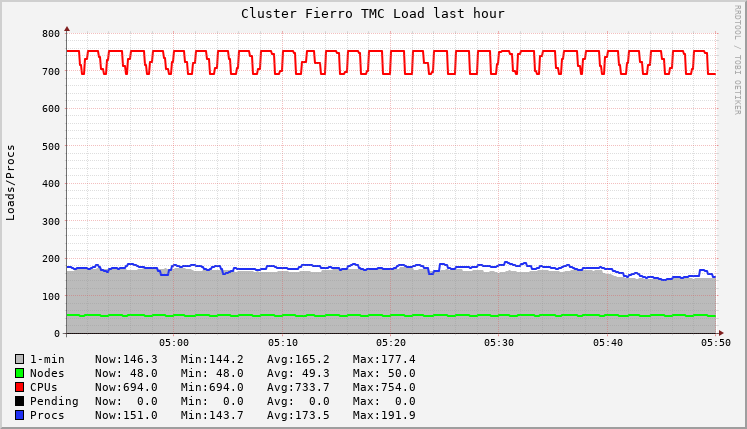 Cluster Fierro TMC Load last hour
RRDTOOL / TOBI OETIKER
Loads/Procs
800
700
600
500
400
300
200
100
0
05:00 05:10 05:20 05:30 05:40 05:50
1-min Now:146.3 Min:144.2 Avg:165.2 Max:177.4
Nodes Now: 48.0 Min: 48.0 Avg: 49.3 Max: 50.0
CPUs Now:694.0 Min:694.0 Avg:733.7 Max:754.0
Pending Now: 0.0 Min: 0.0 Avg: 0.0 Max: 0.0
Procs Now:151.0 Min:143.7 Avg:173.5 Max:191.9